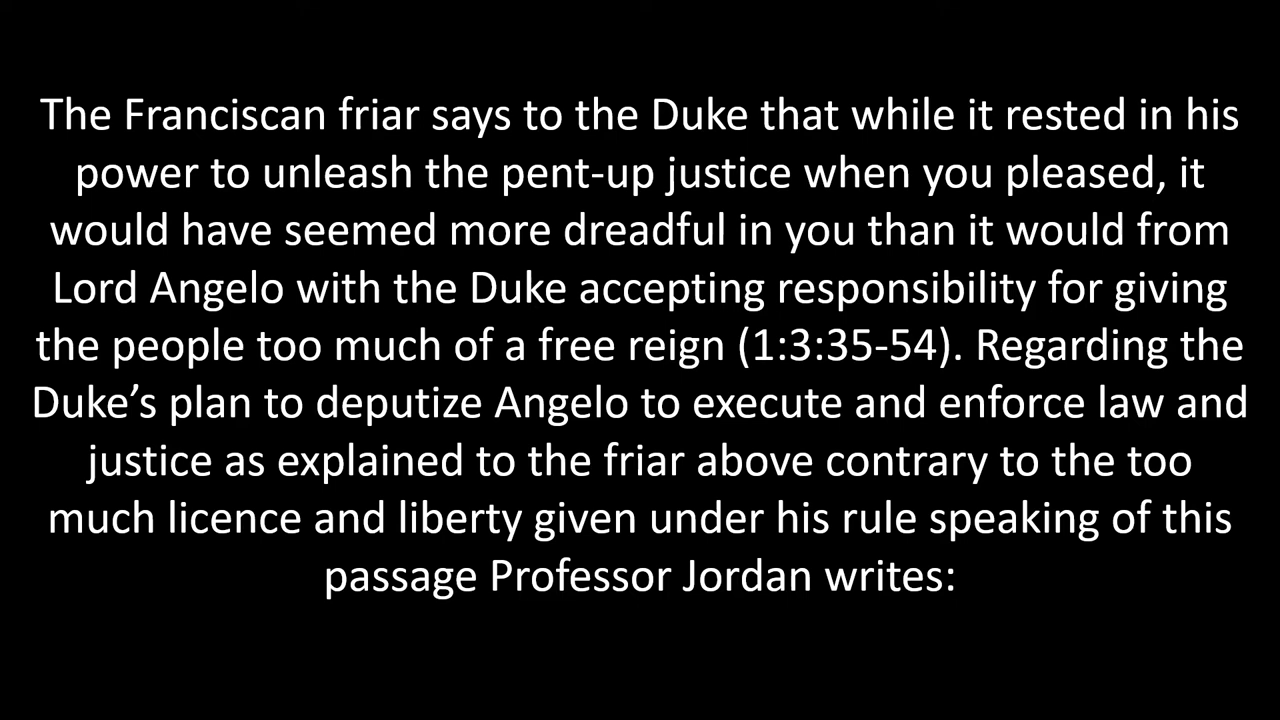 The Franciscan friar says to the Duke that while it rested in his
power to unleash the pent-up justice when you pleased, it
would have seemed more dreadful in you than it would from
Lord Angelo with the Duke accepting responsibility for giving
the people too much of a free reign (1:3:35-54). Regarding the
Duke’s plan to deputize Angelo to execute and enforce law and
justice as explained to the friar above contrary to the too
much licence and liberty given under his rule speaking of this
passage Professor Jordan writes: